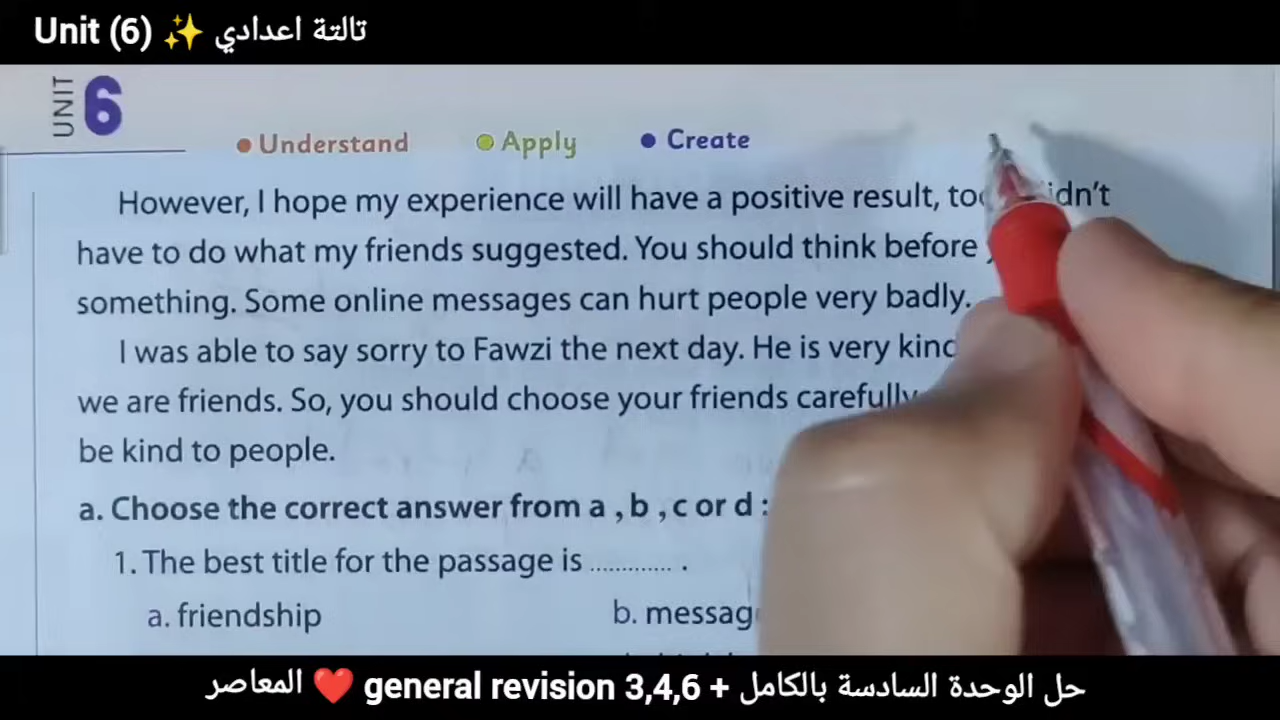 Unit (6) ✨ تالتة اعدادي
UNIT 6
• Understand • Apply • Create
However, I hope my experience will have a positive result, didn't
have to do what my friends suggested. You should think before
something. Some online messages can hurt people very badly.
I was able to say sorry to Fawzi the next day. He is very
we are friends. So, you should choose your friends carefully
be kind to people.
a. Choose the correct answer from a , b , c or d :
1. The best title for the passage is ............. .
a. friendship b.
حل الوحدة السادسة بالكامل + general revision 3,4,6 ❤️ المعاصر